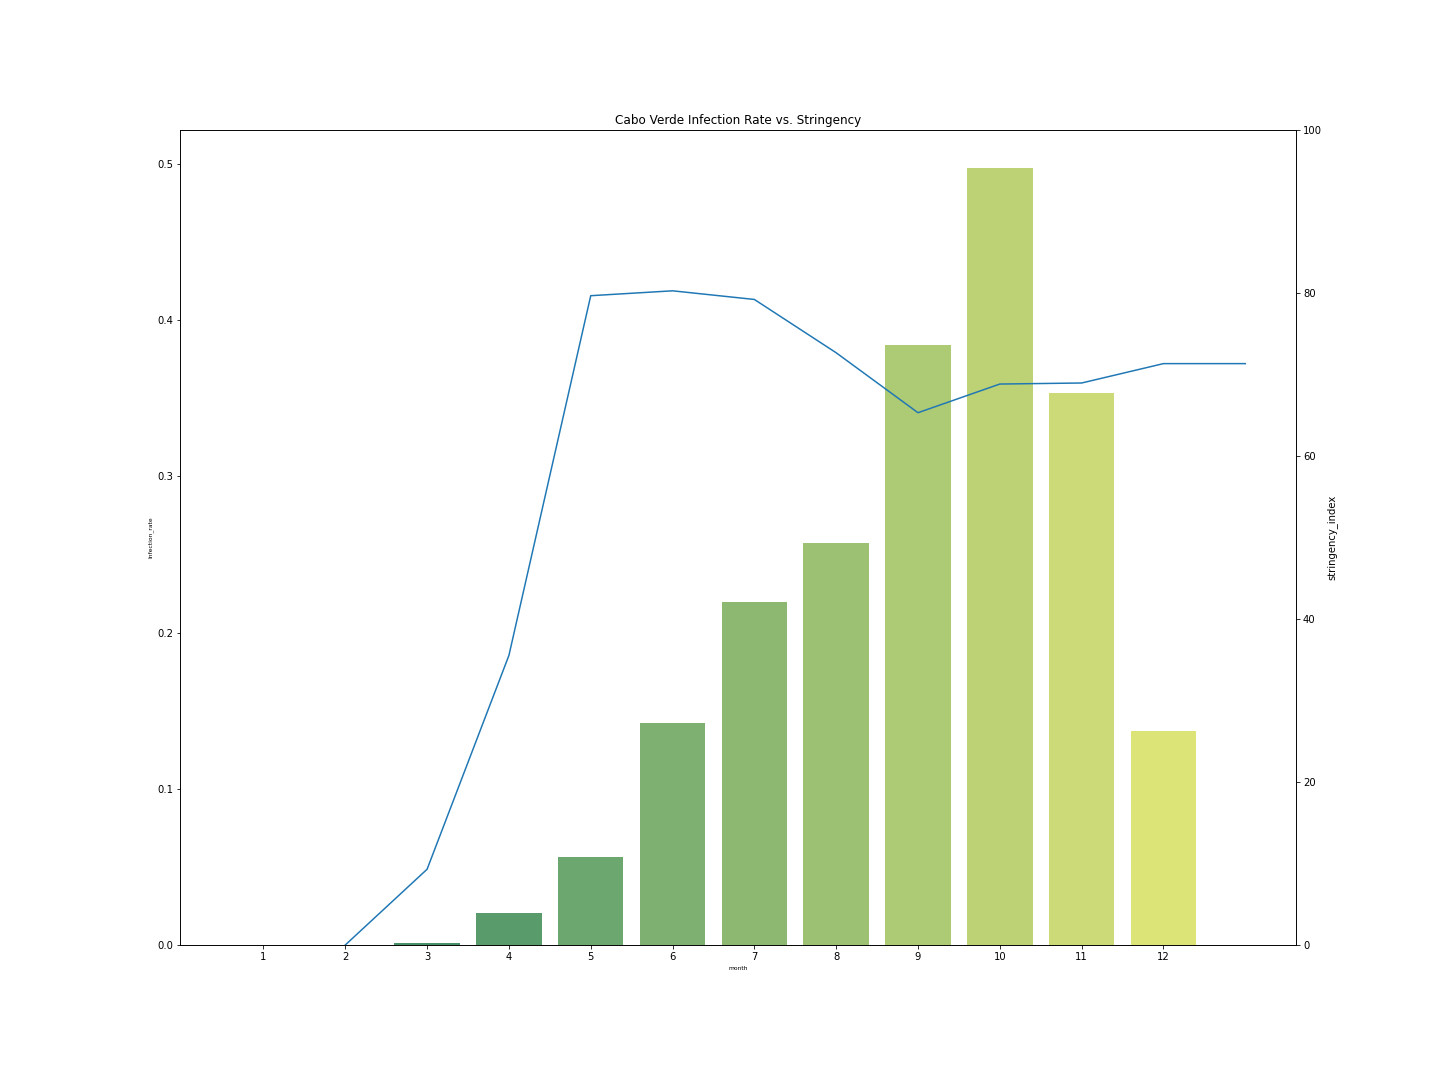 Cabo Verde Infection Rate vs. Stringency
0.5
0.4
0.3
0.2
0.1
0.0
infection_rate
1 2 3 4 5 6 7 8 9 10 11 12
month
100
80
60
40
20
0
stringency_index